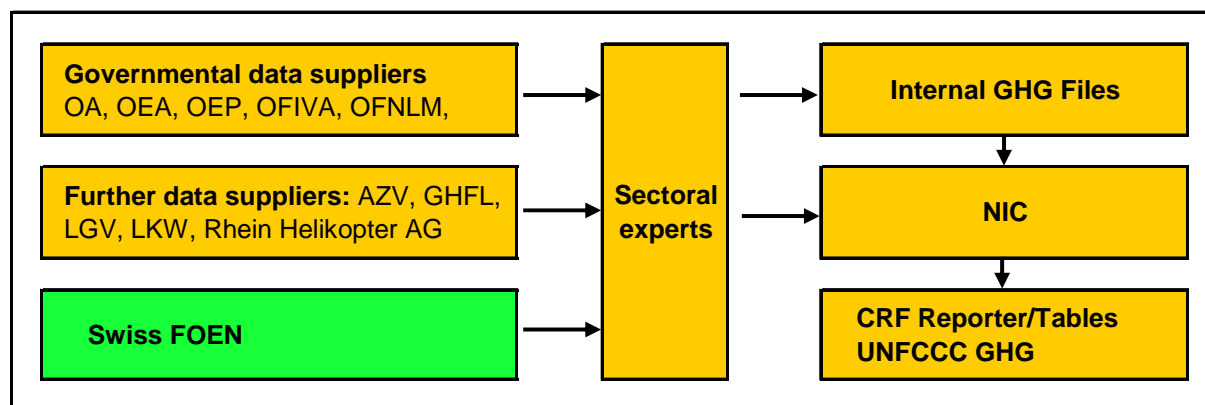 Governmental data suppliers
OA, OEA, OEP, OFIVA, OFNLM,
Further data suppliers: AZV, GHFL,
LGV, LKW, Rhein Helikopter AG
Swiss FOEN
Sectoral
experts
Internal GHG Files
NIC
CRF Reporter/Tables
UNFCCC GHG